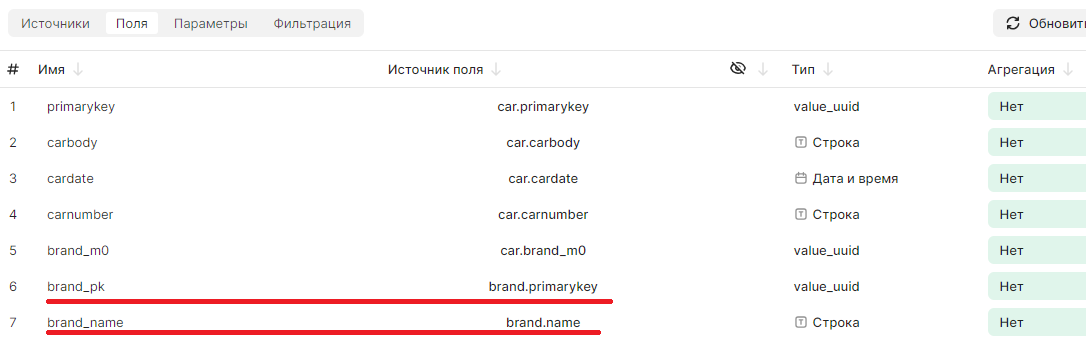 Источники Поля Параметры Фильтрация Обновить
# Имя Источник поля Тип Агрегация
1 primarykey car.primarykey value_uuid Нет
2 carbody car.carbody Строка Нет
3 cardate car.cardate Дата и время Нет
4 carnumber car.carnumber Строка Нет
5 brand_m0 car.brand_m0 value_uuid Нет
6 brand_pk brand.primarykey value_uuid Нет
7 brand_name brand.name Строка Нет